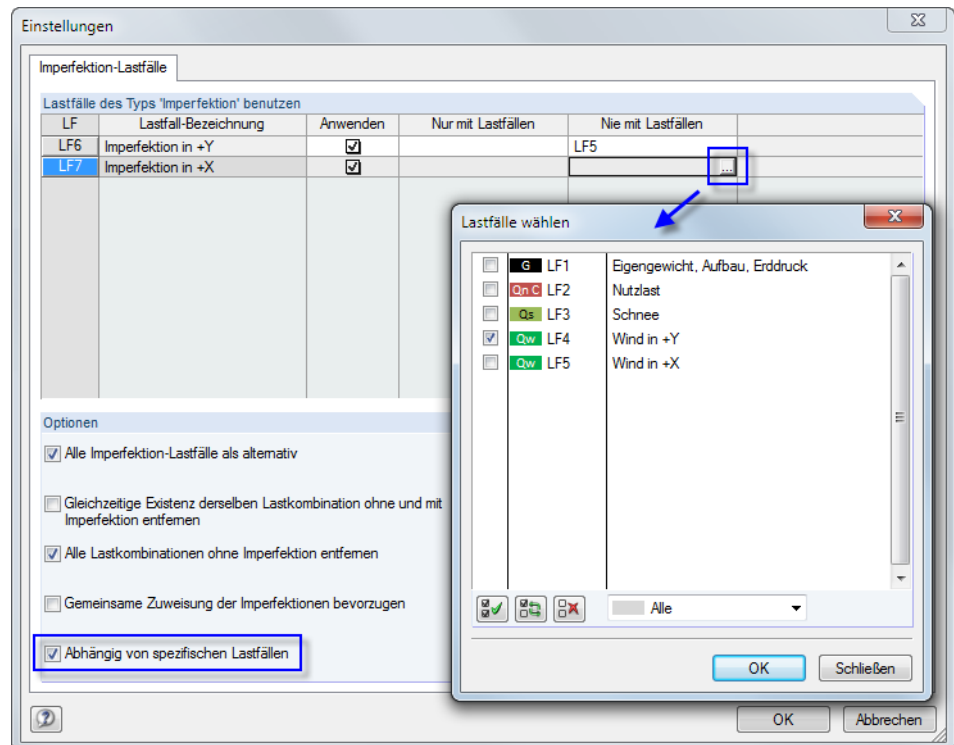 Einstellungen
Imperfektion-Lastfälle
Lastfälle des Typs 'Imperfektion' benutzen
LF Lastfall-Bezeichnung Anwenden Nur mit Lastfällen Nie mit Lastfällen
LF6 Imperfektion in +Y LF5
LF7 Imperfektion in +X ...
Lastfälle wählen
G LF1 Eigengewicht, Aufbau, Erddruck
Qn C LF2 Nutzlast
Qs LF3 Schnee
Qw LF4 Wind in +Y
Qw LF5 Wind in +X
Alle
OK Schließen
Optionen
Alle Imperfektion-Lastfälle als alternativ
Gleichzeitige Existenz derselben Lastkombination ohne und mit
Imperfektion entfernen
Alle Lastkombinationen ohne Imperfektion entfernen
Gemeinsame Zuweisung der Imperfektionen bevorzugen
Abhängig von spezifischen Lastfällen
OK Abbrechen